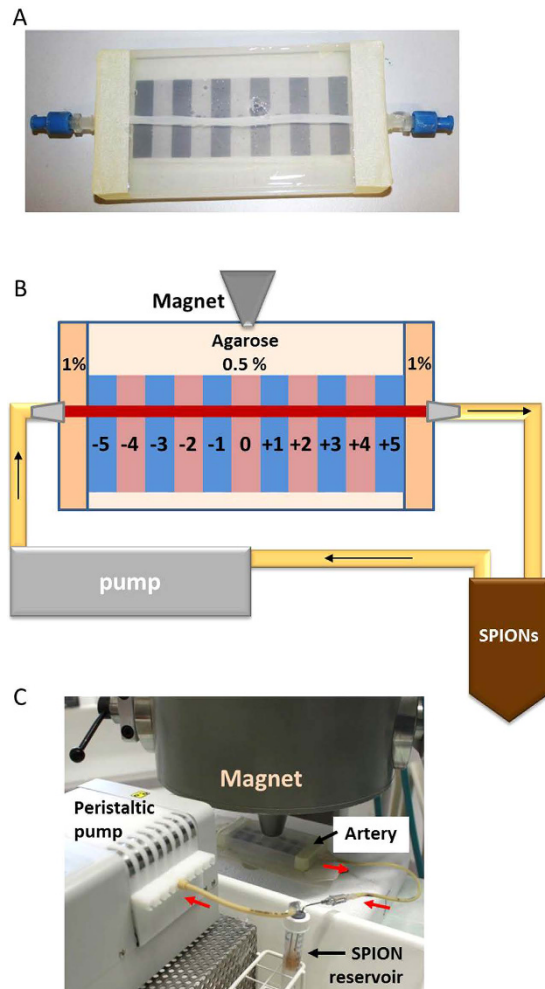 A
B
Magnet
Agarose
0.5 %
1%
1%
-5 -4 -3 -2 -1 0 +1 +2 +3 +4 +5
pump
SPIONs
C
Magnet
Peristaltic
pump
Artery
SPION
reservoir